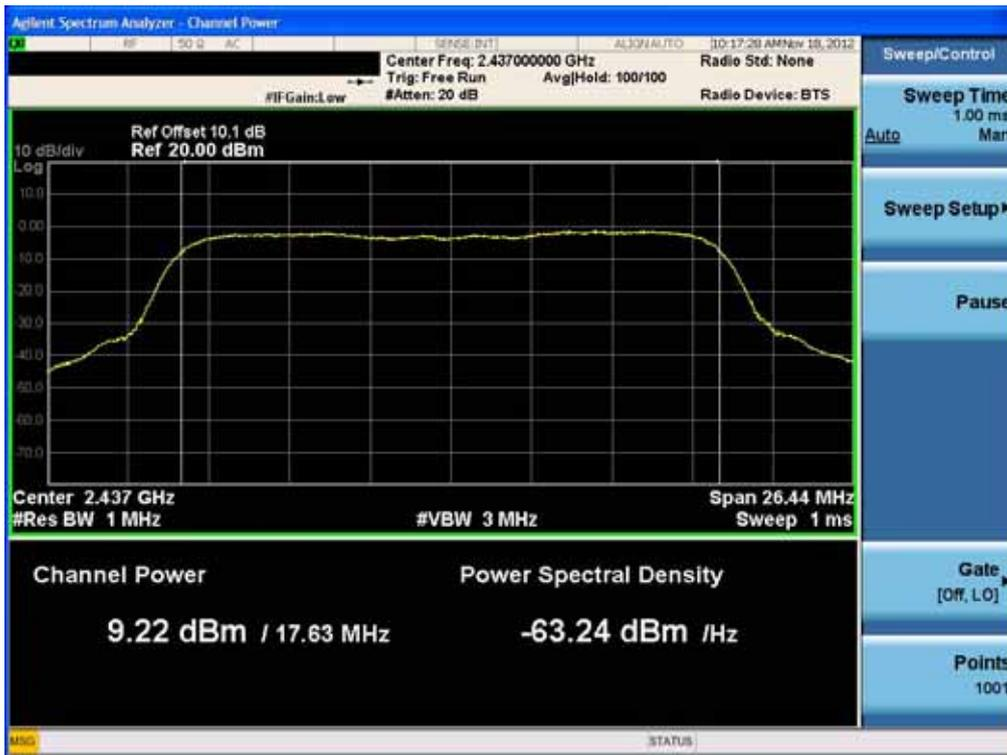 Agilent Spectrum Analyzer - Channel Power
RF 50 Ω AC SENSE:INT ALIGN AUTO 10:17:28 AM Nov 18, 2012
Center Freq: 2.437000000 GHz Radio Std: None
Trig: Free Run Avg|Hold: 100/100
#IFGain:Low #Atten: 20 dB Radio Device: BTS
Ref Offset 10.1 dB
10 dB/div Ref 20.00 dBm
Log
10.0
0.00
-10.0
-20.0
-30.0
-40.0
-50.0
-60.0
-70.0
Center 2.437 GHz Span 26.44 MHz
#Res BW 1 MHz #VBW 3 MHz Sweep 1 ms
Channel Power Power Spectral Density
9.22 dBm / 17.63 MHz -63.24 dBm /Hz
MSG STATUS
Sweep/Control
Sweep Time
1.00 ms
Auto Man
Sweep Setup
Pause
Gate
[Off, LO]
Points
1001